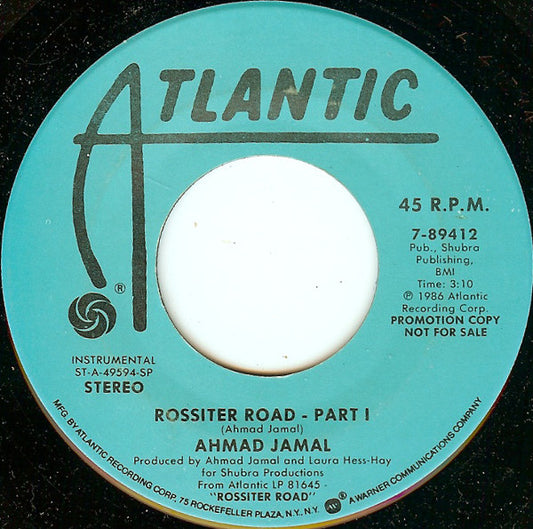 ATLANTIC
45 R.P.M.
7-89412
Pub., Shubra
Publishing,
BMI
Time: 3:10
Ⓟ 1986 Atlantic
Recording Corp.
PROMOTION COPY
NOT FOR SALE
®
INSTRUMENTAL
ST-A-49594-SP
STEREO
ROSSITER ROAD - PART I
(Ahmad Jamal)
AHMAD JAMAL
Produced by Ahmad Jamal and Laura Hess-Hay
for Shubra Productions
From Atlantic LP 81645 -
"ROSSITER ROAD"
MFG. BY ATLANTIC RECORDING CORP. 75 ROCKEFELLER PLAZA, N.Y., N.Y. ® A WARNER COMMUNICATIONS COMPANY